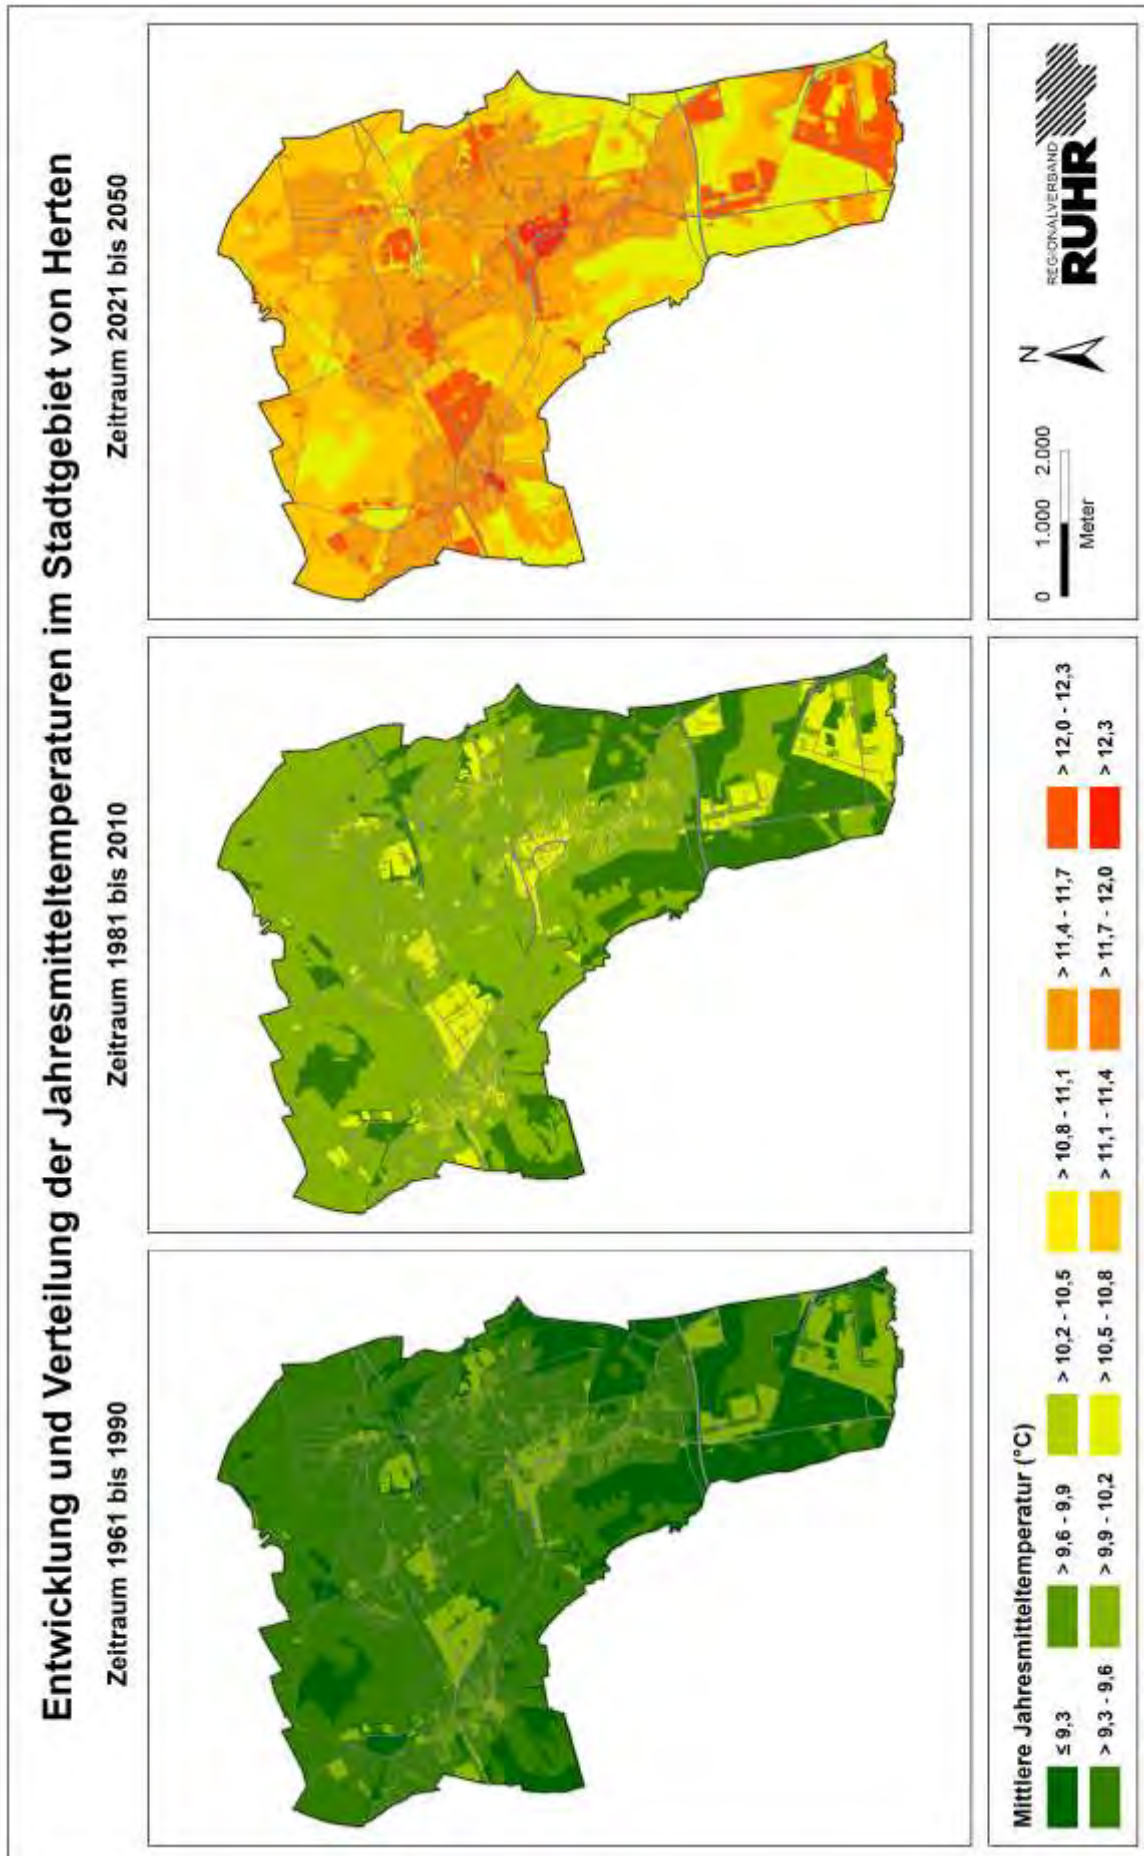 Entwicklung und Verteilung der Jahresmitteltemperaturen im Stadtgebiet von Herten
Zeitraum 1961 bis 1990
Zeitraum 1981 bis 2010
Zeitraum 2021 bis 2050
Mittlere Jahresmitteltemperatur (°C)
≤ 9,3
> 9,6 - 9,9
> 10,2 - 10,5
> 10,8 - 11,1
> 11,4 - 11,7
> 12,0 - 12,3
> 9,3 - 9,6
> 9,9 - 10,2
> 10,5 - 10,8
> 11,1 - 11,4
> 11,7 - 12,0
> 12,3
0 1.000 2.000
Meter
N
REGIONALVERBAND
RUHR